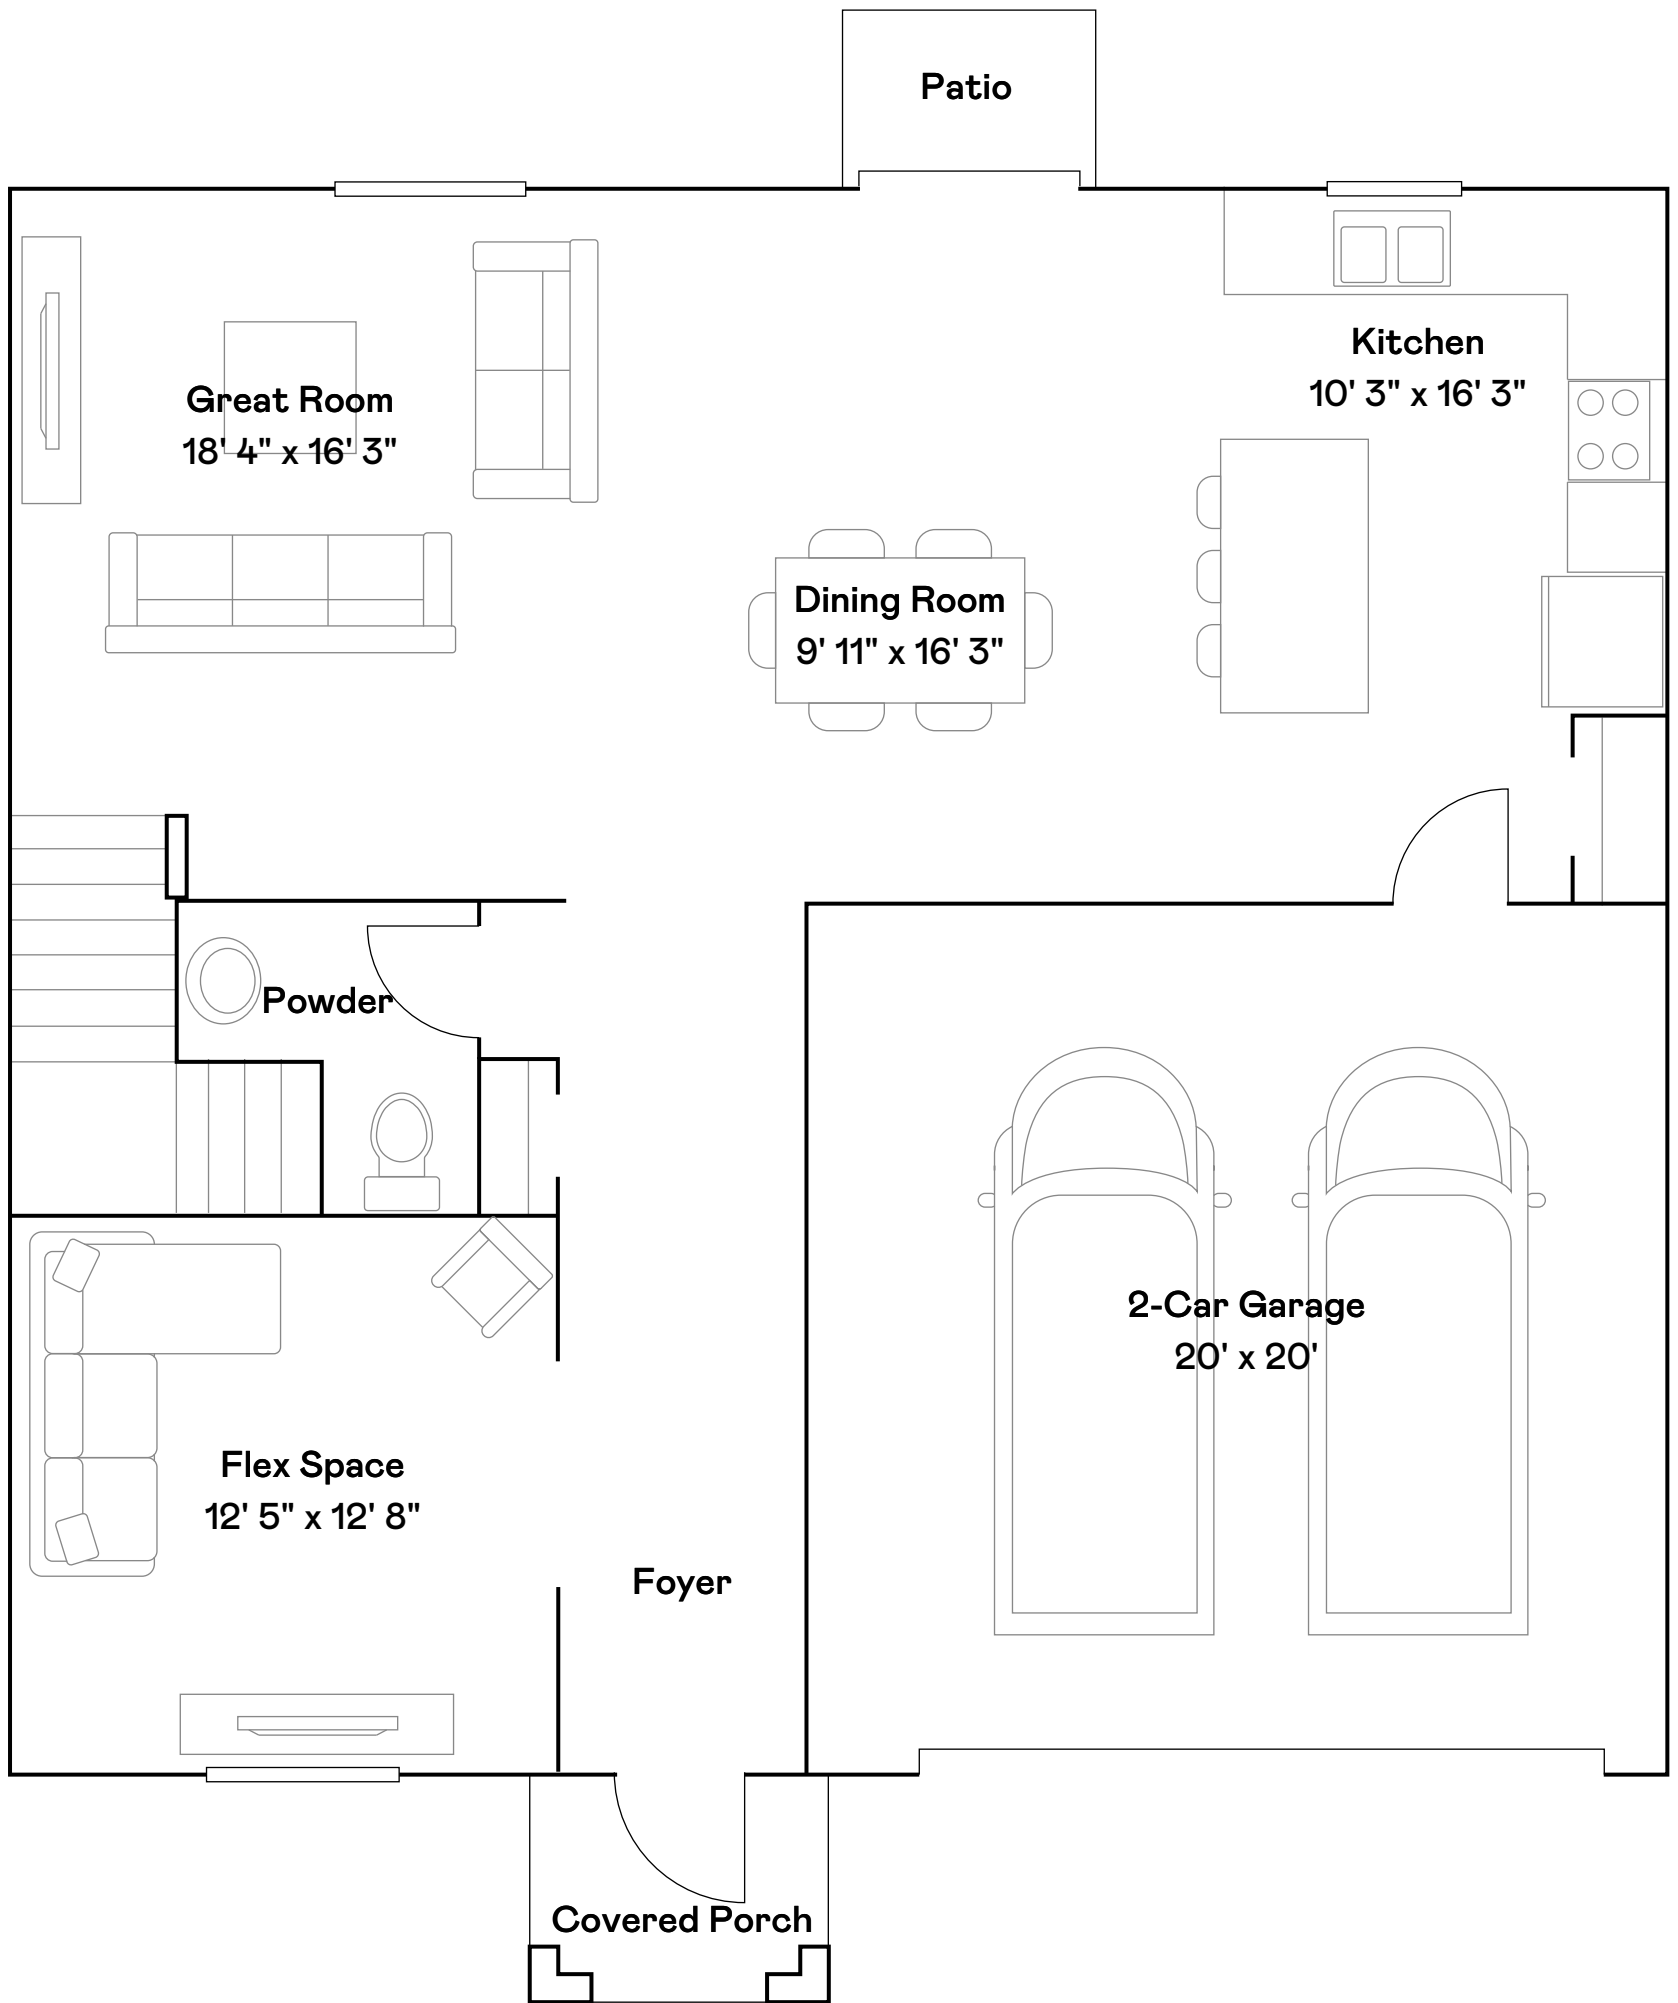 Patio
Kitchen
10' 3" x 16' 3"
Great Room
18' 4" x 16' 3"
Dining Room
9' 11" x 16' 3"
Powder
2-Car Garage
20' x 20'
Flex Space
12' 5" x 12' 8"
Foyer
Covered Porch